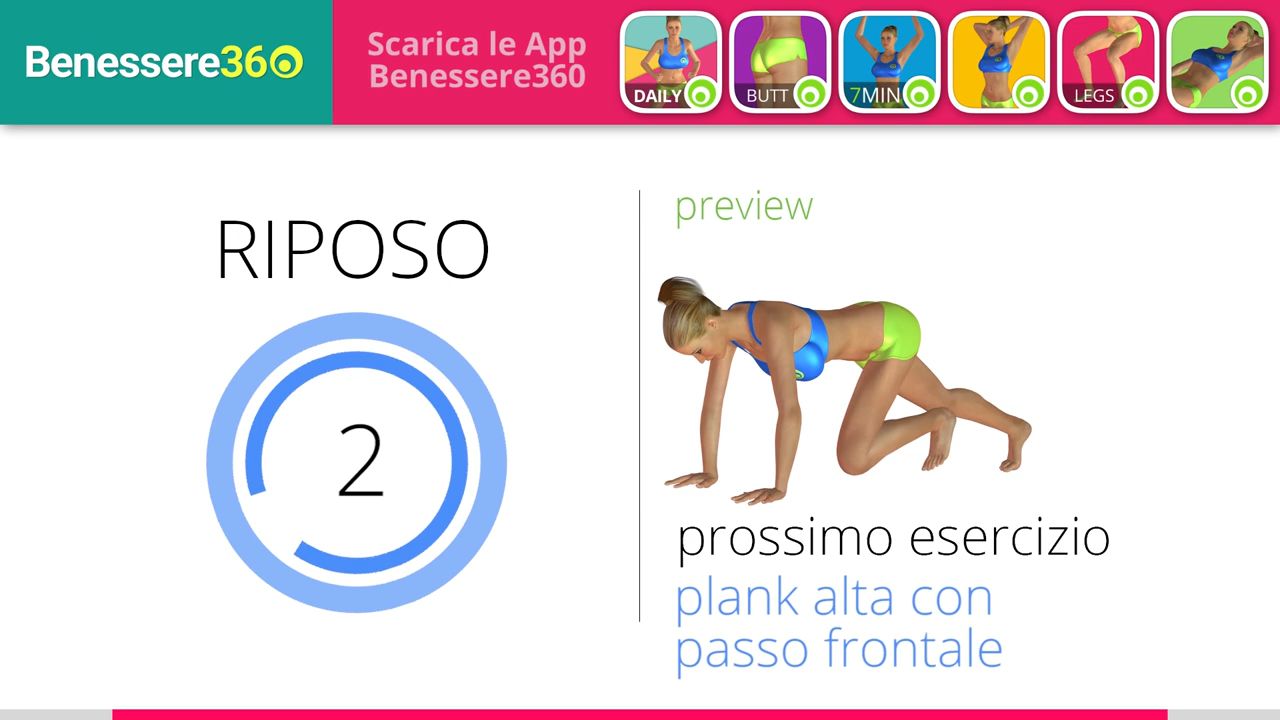 Benessere360
Scarica le App
Benessere360
DAILY
BUTT
7MIN
LEGS
RIPOSO
2
preview
prossimo esercizio
plank alta con
passo frontale